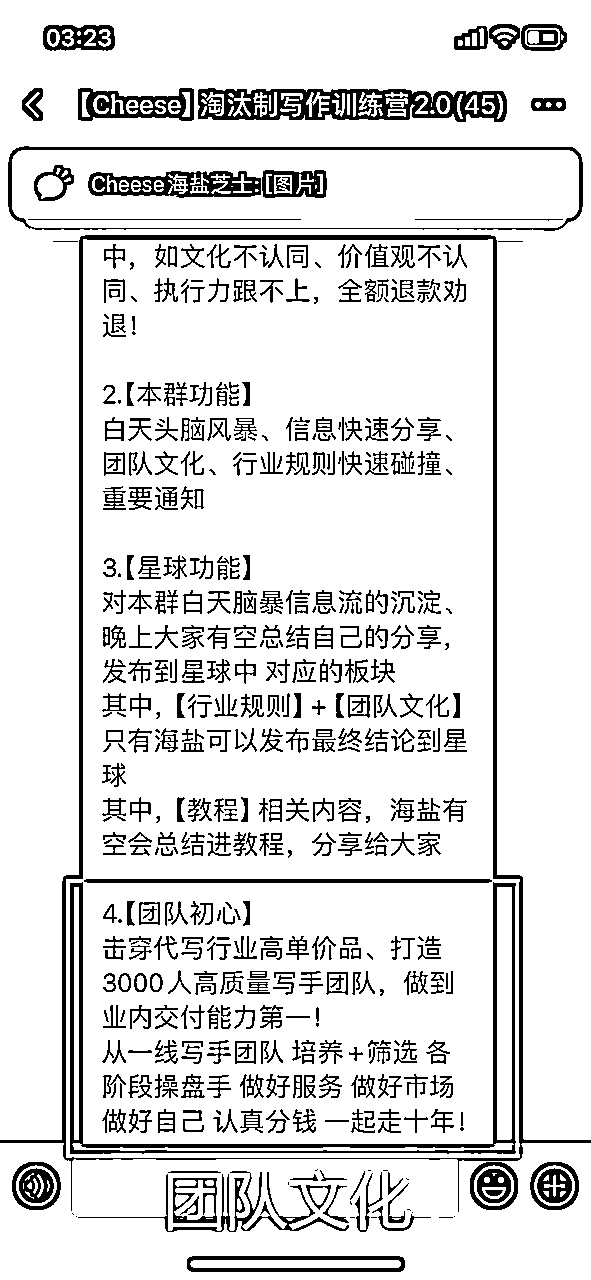 03:23
【Cheese】淘汰制写作训练营2.0(45)
Cheese海盐芝士:[图片]
中，如文化不认同、价值观不认
同、执行力跟不上，全额退款劝
退！
2.【本群功能】
白天头脑风暴、信息快速分享、
团队文化、行业规则快速碰撞、
重要通知
3.【星球功能】
对本群白天脑暴信息流的沉淀、
晚上大家有空总结自己的分享，
发布到星球中 对应的板块
其中，【行业规则】+【团队文化】
只有海盐可以发布最终结论到星
球
其中，【教程】相关内容，海盐有
空会总结进教程，分享给大家
4.【团队初心】
击穿代写行业高单价品、打造
3000人高质量写手团队，做到
业内交付能力第一！
从一线写手团队 培养+筛选 各
阶段操盘手 做好服务 做好市场
做好自己 认真分钱 一起走十年！
团队文化